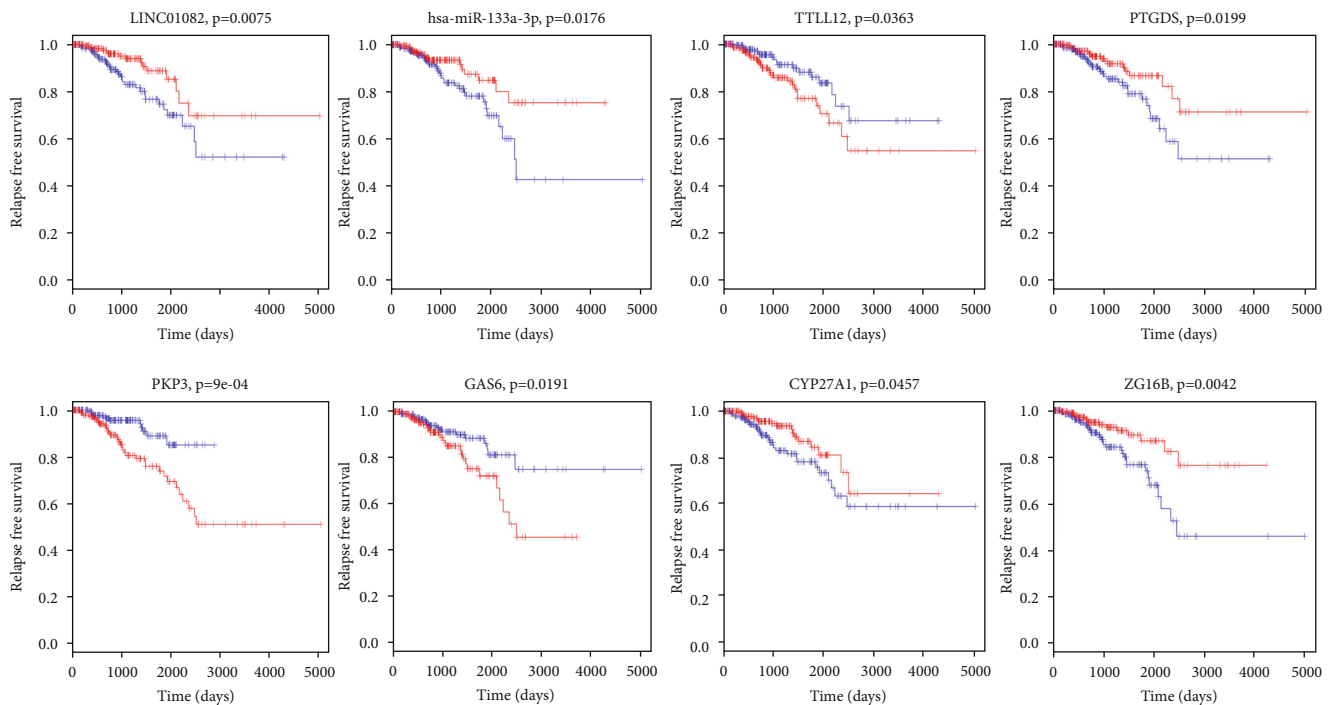 LINC01082, p=0.0075
Relapse free survival
1.0
0.8
0.6
0.4
0.2
0.0
0 1000 2000 4000 5000
Time (days)
hsa-miR-133a-3p, p=0.0176
Relapse free survival
1.0
0.8
0.6
0.4
0.2
0.0
0 1000 2000 3000 4000 5000
Time (days)
TTLL12, p=0.0363
Relapse free survival
1.0
0.8
0.6
0.4
0.2
0.0
0 1000 2000 3000 4000 5000
Time (days)
PTGDS, p=0.0199
Relapse free survival
1.0
0.8
0.6
0.4
0.2
0.0
0 1000 2000 3000 4000 5000
Time (days)
PKP3, p=9e-04
Relapse free survival
1.0
0.8
0.6
0.4
0.2
0.0
0 1000 2000 3000 4000 5000
Time (days)
GAS6, p=0.0191
Relapse free survival
1.0
0.8
0.6
0.4
0.2
0.0
0 1000 2000 3000 4000 5000
Time (days)
CYP27A1, p=0.0457
Relapse free survival
1.0
0.8
0.6
0.4
0.2
0.0
0 1000 2000 3000 4000 5000
Time (days)
ZG16B, p=0.0042
Relapse free survival
1.0
0.8
0.6
0.4
0.2
0.0
0 1000 2000 3000 4000 5000
Time (days)